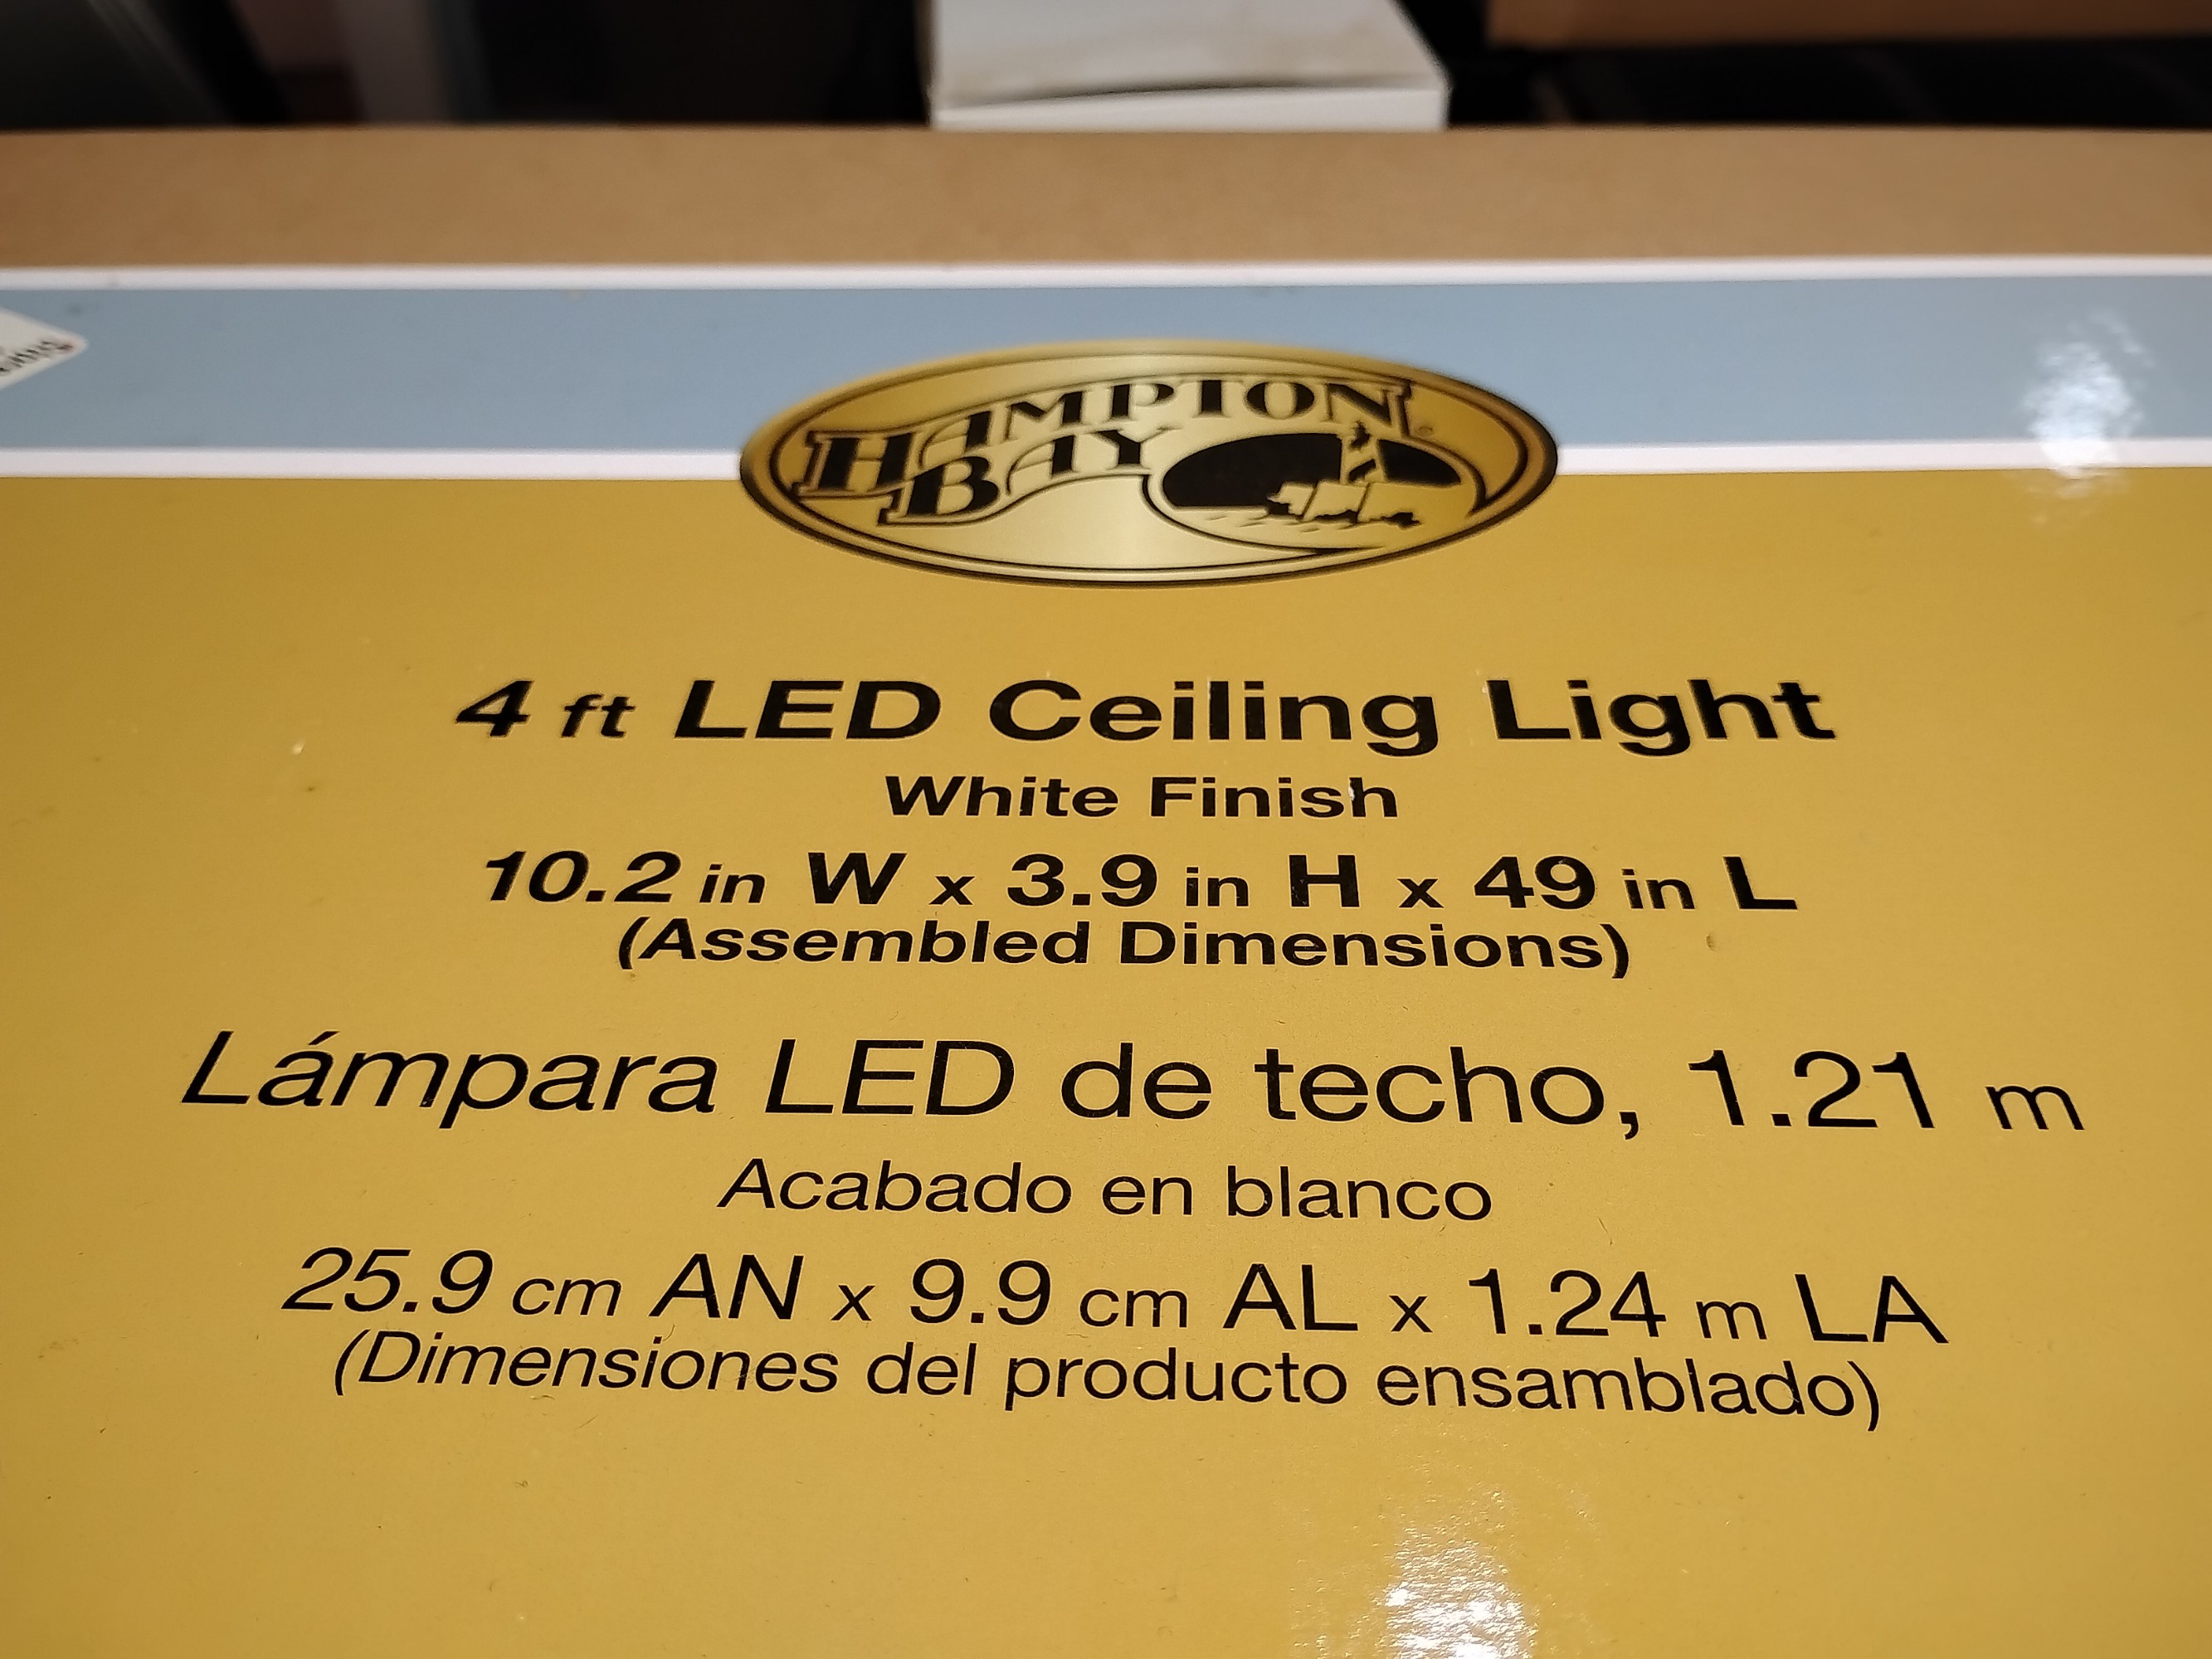 HAMPTON
BAY
4 ft LED Ceiling Light
White Finish
10.2 in W x 3.9 in H x 49 in L
(Assembled Dimensions)
Lámpara LED de techo, 1.21 m
Acabado en blanco
25.9 cm AN x 9.9 cm AL x 1.24 m LA
(Dimensiones del producto ensamblado)